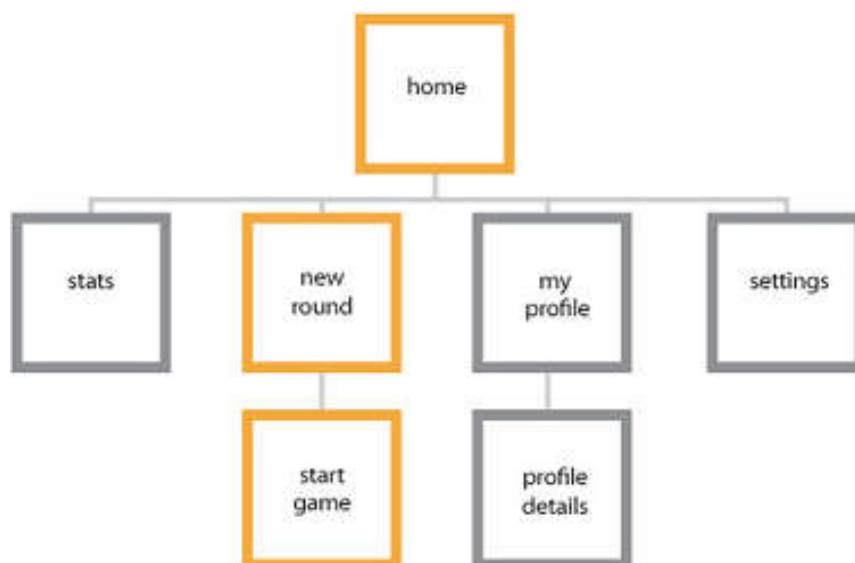 home
stats
new
round
my
profile
settings
start
game
profile
details